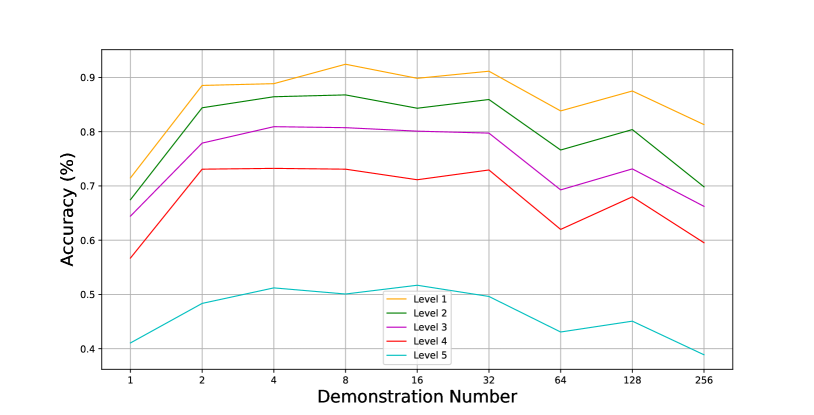 Accuracy (%)
0.9
0.8
0.7
0.6
0.5
0.4
Level 1
Level 2
Level 3
Level 4
Level 5
1 2 4 8 16 32 64 128 256
Demonstration Number